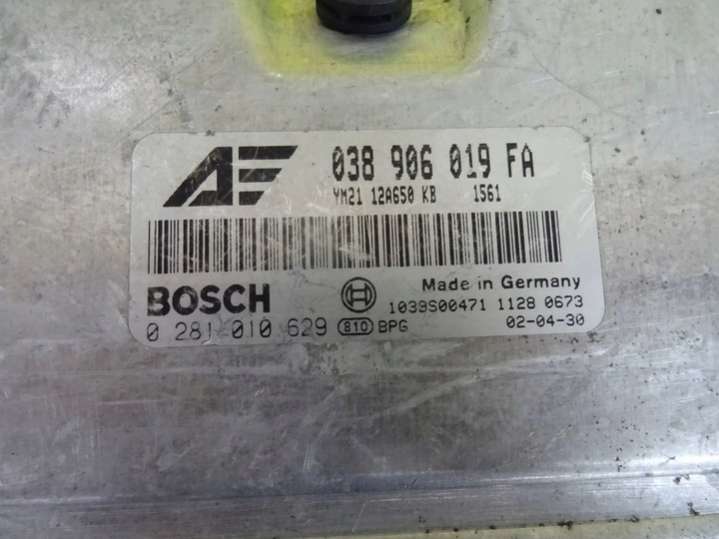 AE 038 906 019 FA
YM21 12A650 KB 1561
BOSCH Made in Germany
1039S00471 1128 0673
0 281 010 629 810 BPG 02-04-30